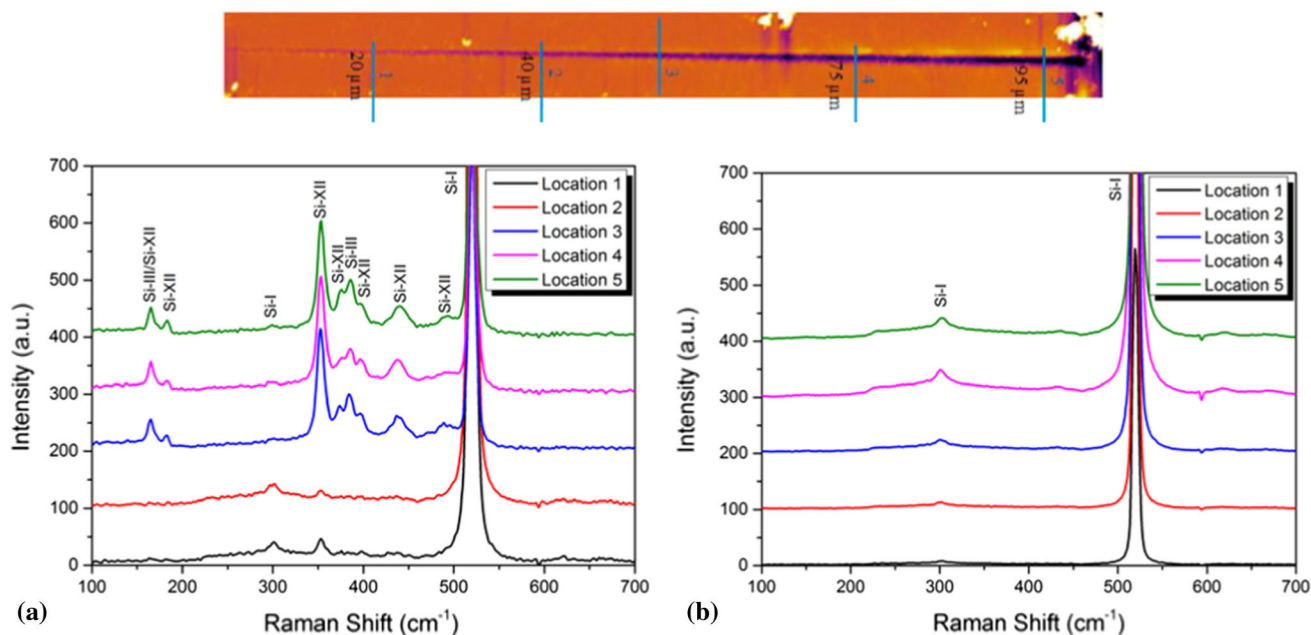 20 µm
1
40 µm
2
3
75 µm
4
95 µm
5
700
600
500
400
300
200
100
0
Intensity (a.u.)
Si-III/Si-XII
Si-XII
Si-I
Si-XII
Si-XII
Si-III
Si-XII
Si-XII
Si-XII
Si-I
Location 1
Location 2
Location 3
Location 4
Location 5
100 200 300 400 500 600 700
(a) Raman Shift (cm⁻¹)
700
600
500
400
300
200
100
0
Intensity (a.u.)
Si-I
Si-I
Location 1
Location 2
Location 3
Location 4
Location 5
100 200 300 400 500 600 700
(b) Raman Shift (cm⁻¹)